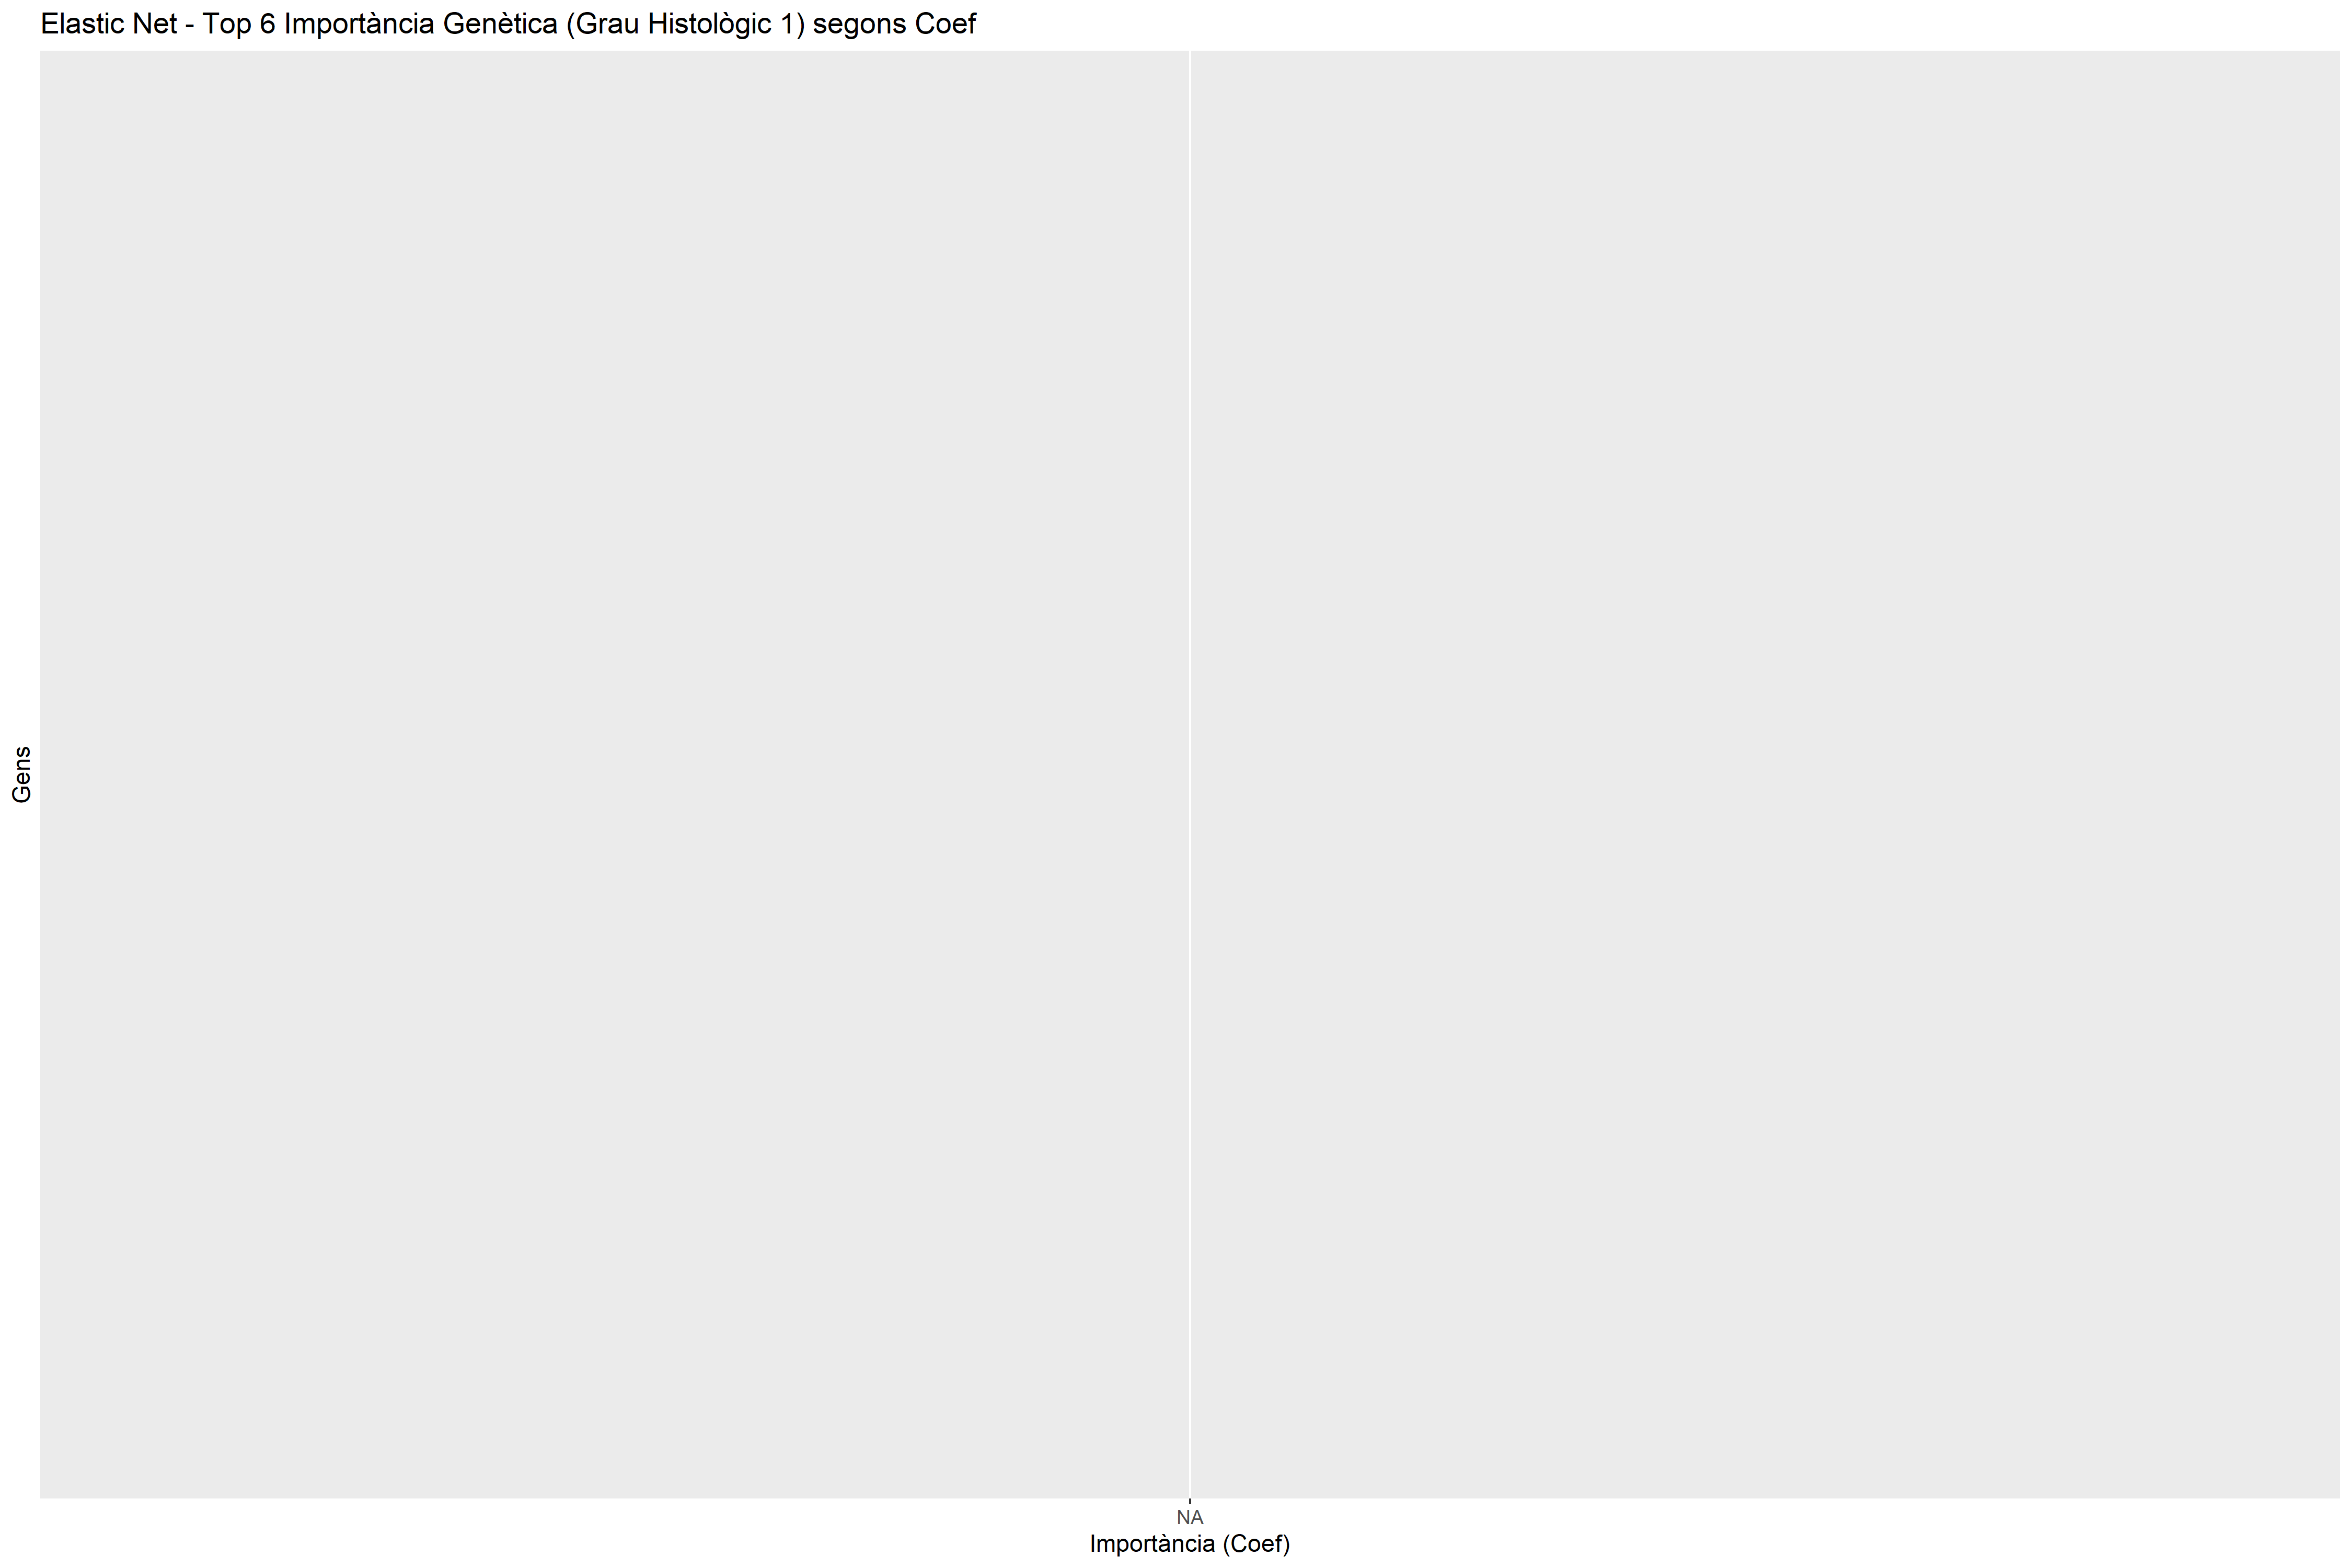 Elastic Net - Top 6 Importància Genètica (Grau Histològic 1) segons Coef
Gens
NA
Importància (Coef)